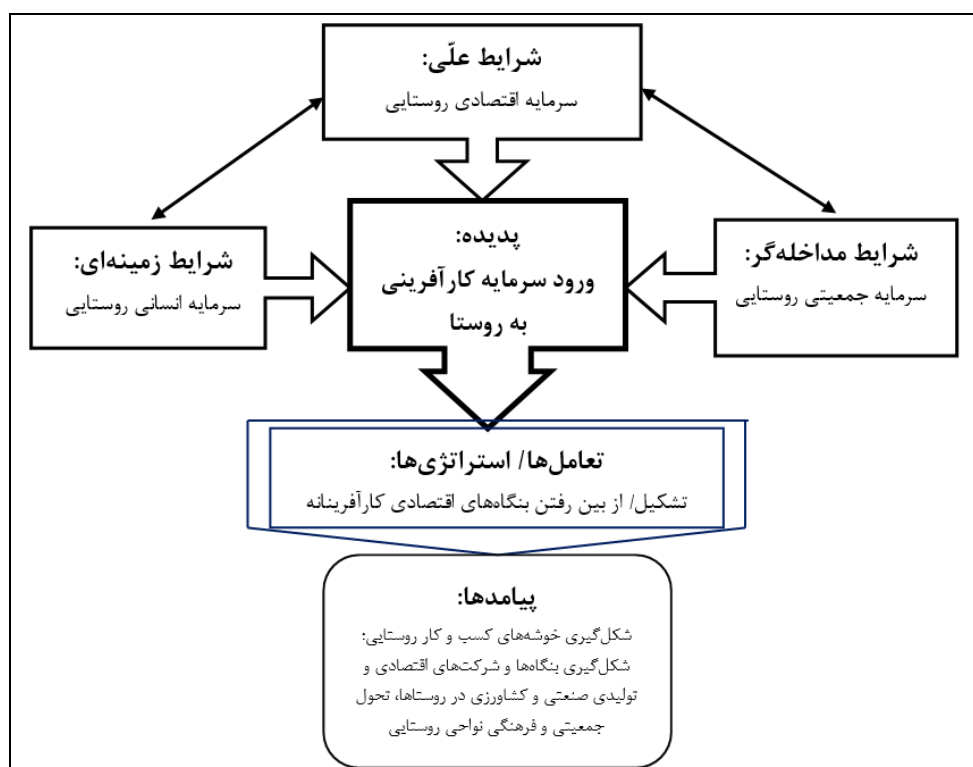 شرایط علّی:
سرمایه اقتصادی روستایی
شرایط مداخله‌گر:
سرمایه جمعیتی روستایی
پدیده:
ورود سرمایه کارآفرینی
به روستا
شرایط زمینه‌ای:
سرمایه انسانی روستایی
تعامل‌ها/ استراتژی‌ها:
تشکیل/ از بین رفتن بنگاه‌های اقتصادی کارآفرینانه
پیامدها:
شکل‌گیری خوشه‌های کسب و کار روستایی؛
شکل‌گیری بنگاه‌ها و شرکت‌های اقتصادی و
تولیدی صنعتی و کشاورزی در روستاها، تحول
جمعیتی و فرهنگی نواحی روستایی